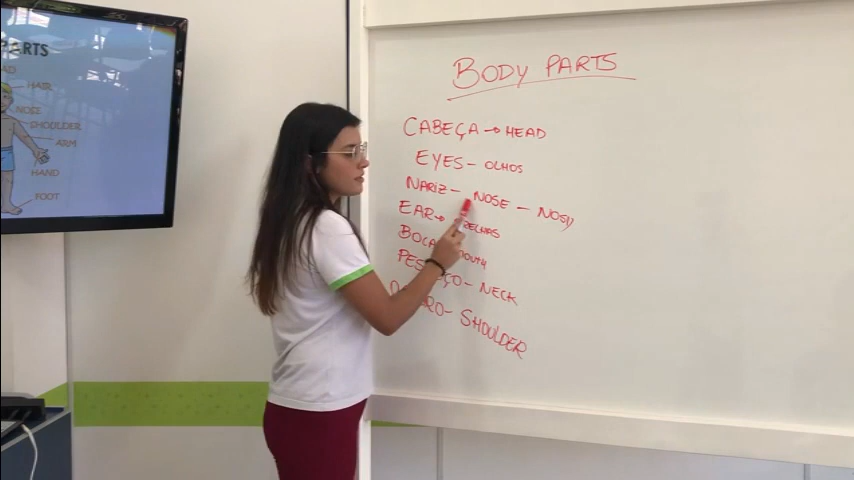 BODY PARTS
CABEÇA → HEAD
EYES - OLHOS
NARIZ - NOSE - NOSY
EAR →
BOCA
NECK
SHOULDER
PARTS
HAIR
NOSE
SHOULDER
ARM
HAND
FOOT